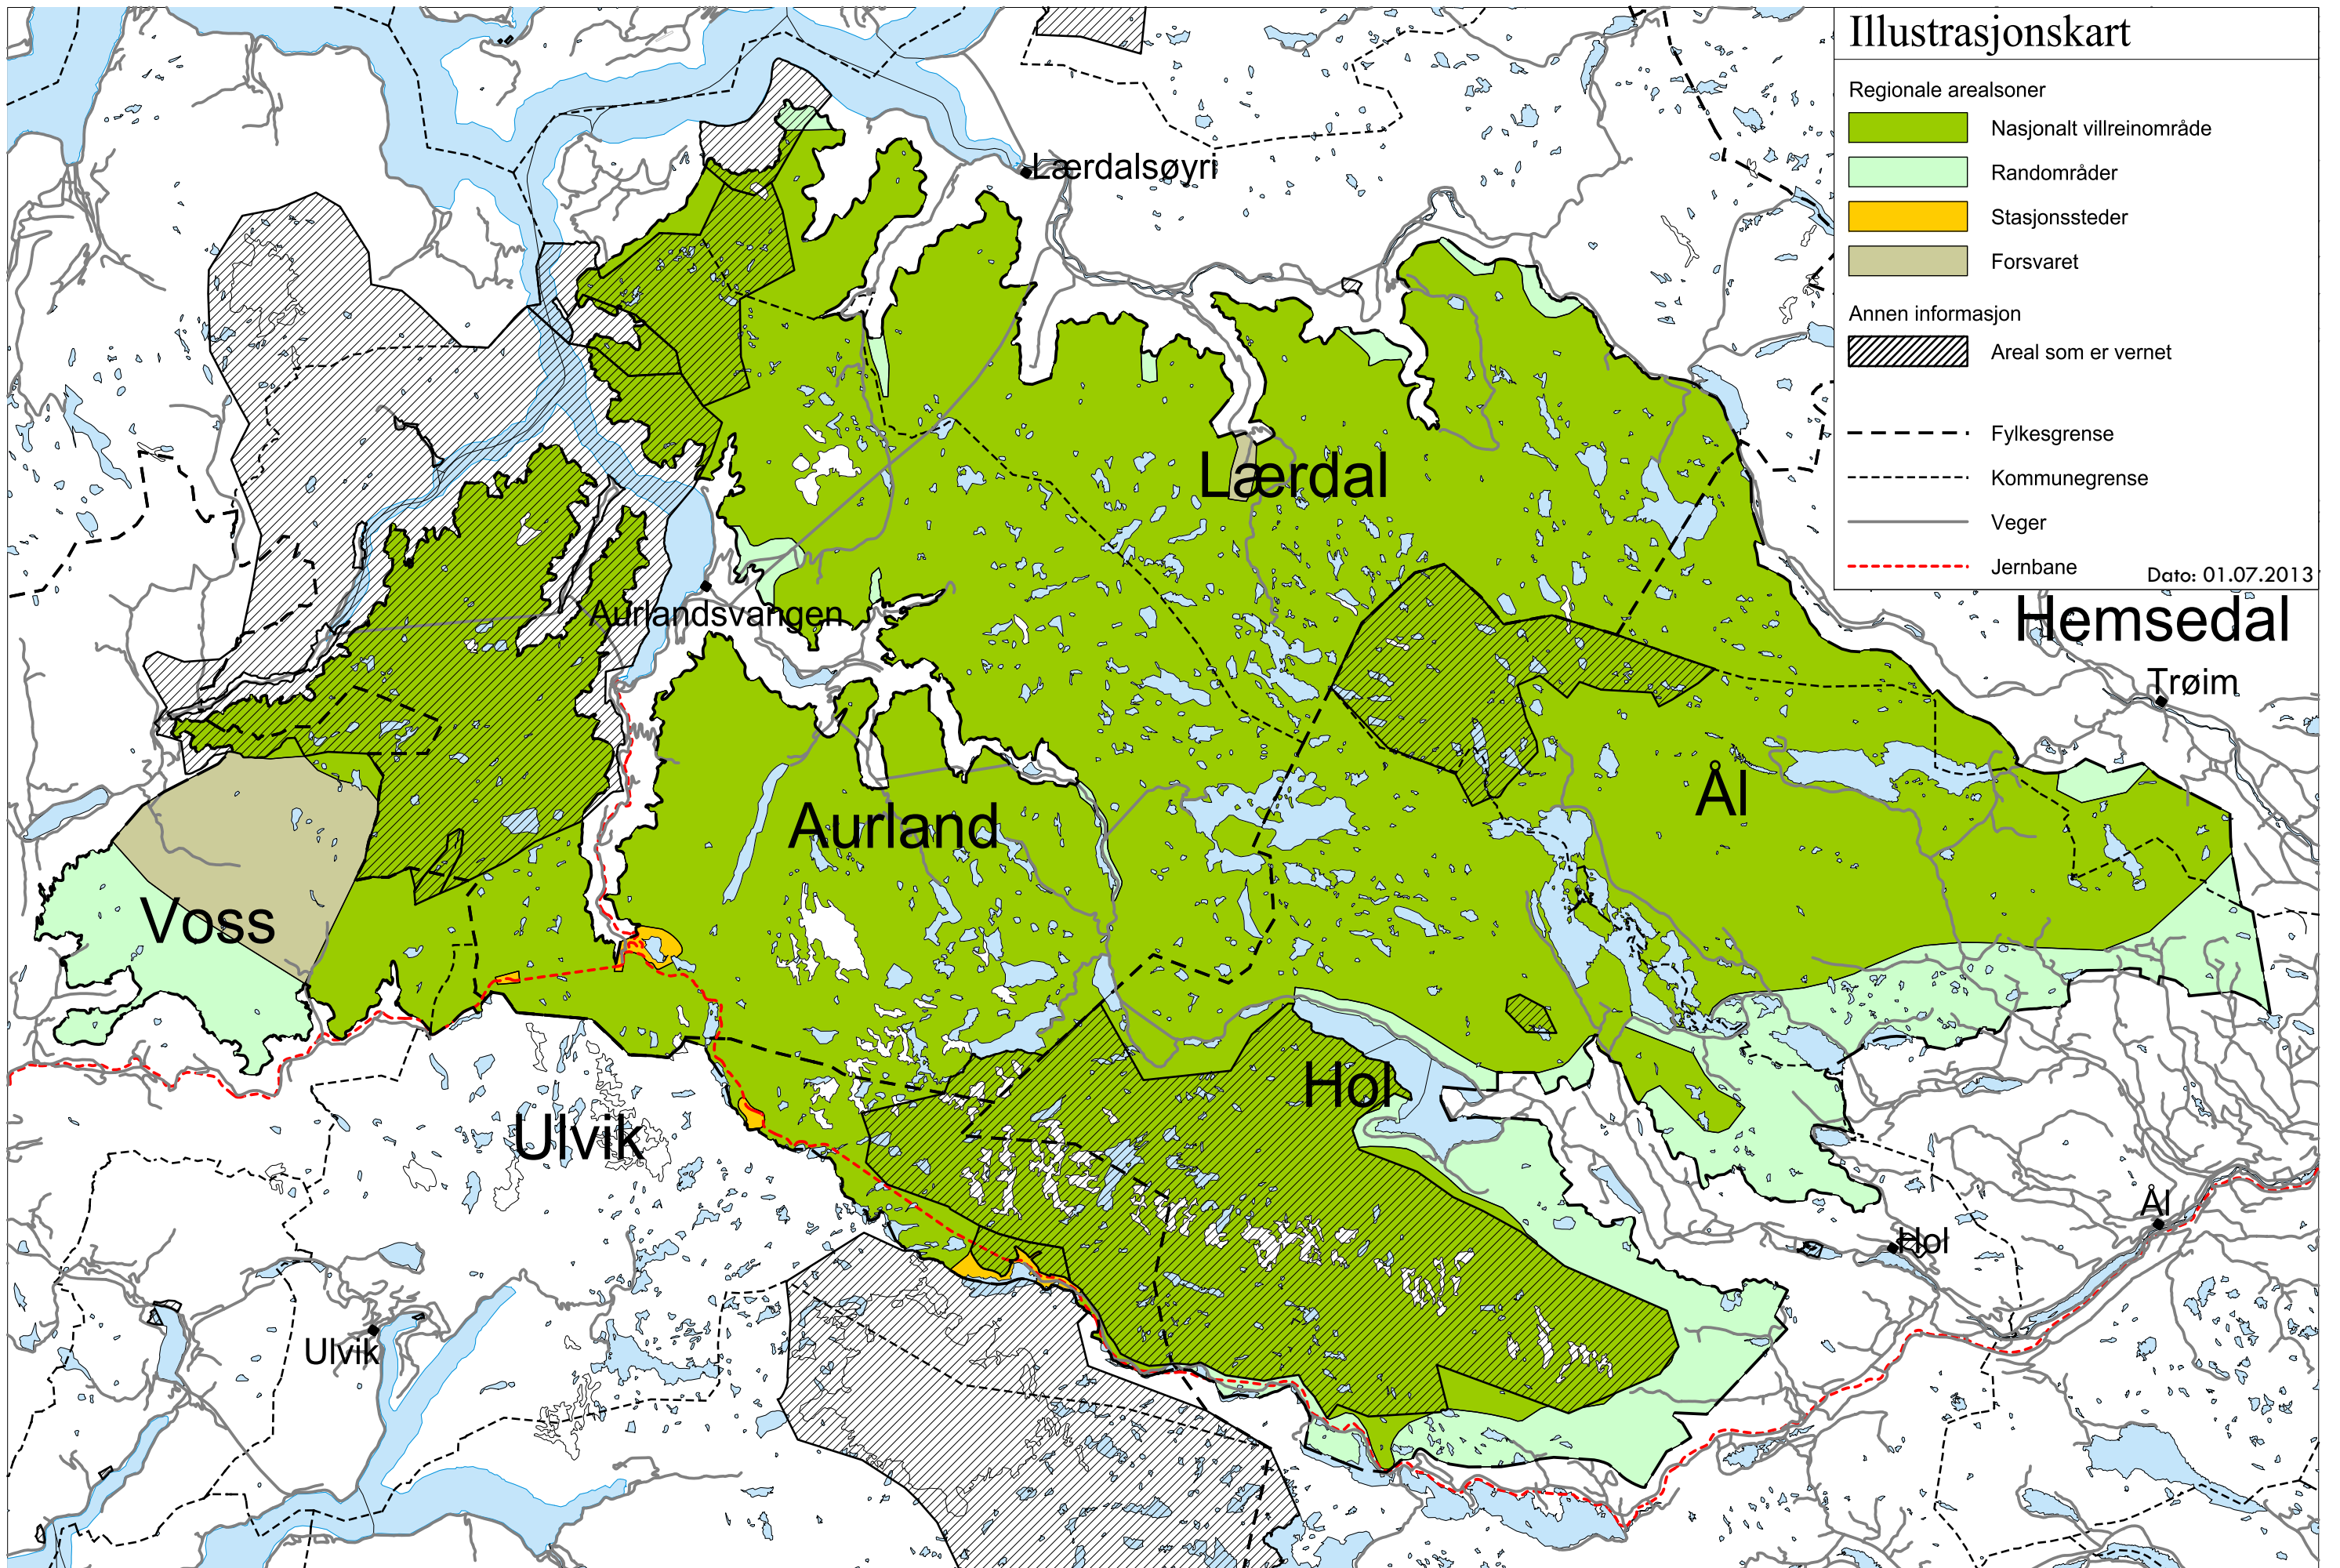 Illustrasjonskart
Regionale arealsoner
Nasjonalt villreinområde
Randområder
Stasjonssteder
Forsvaret
Annen informasjon
Areal som er vernet
Fylkesgrense
Kommunegrense
Veger
Jernbane
Dato: 01.07.2013
Lærdalsøyri
Lærdal
Aurlandsvangen
Hemsedal
Trøim
Ål
Aurland
Voss
Hol
Ulvik
Ål
Hol
Ulvik